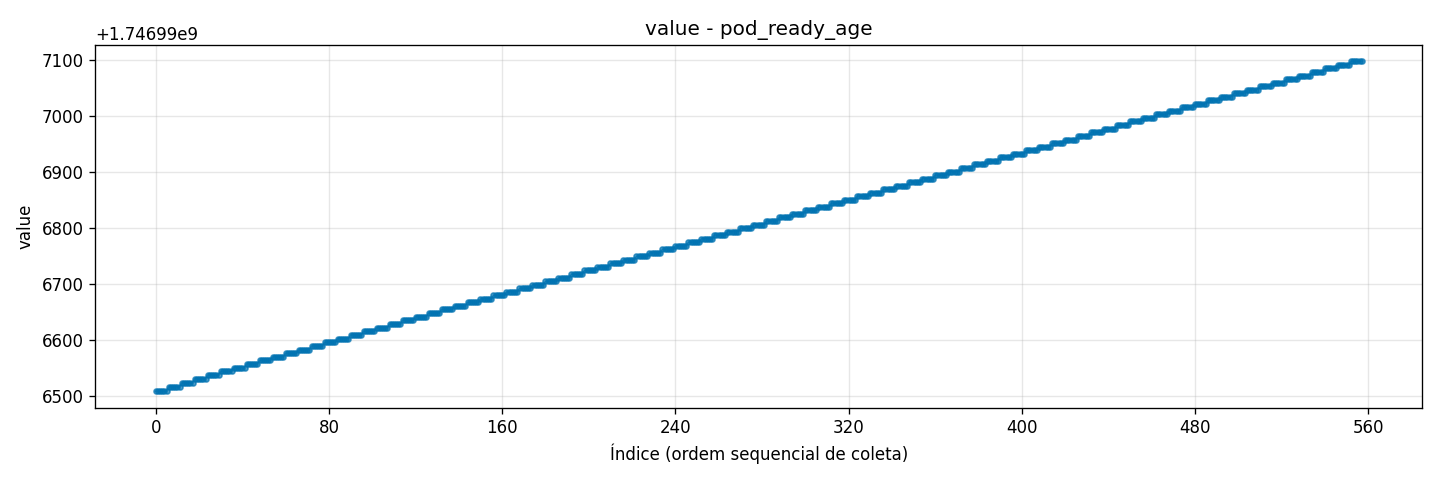 value - pod_ready_age
+1.74699e9
7100
7000
6900
6800
6700
6600
6500
value
0 80 160 240 320 400 480 560
Índice (ordem sequencial de coleta)